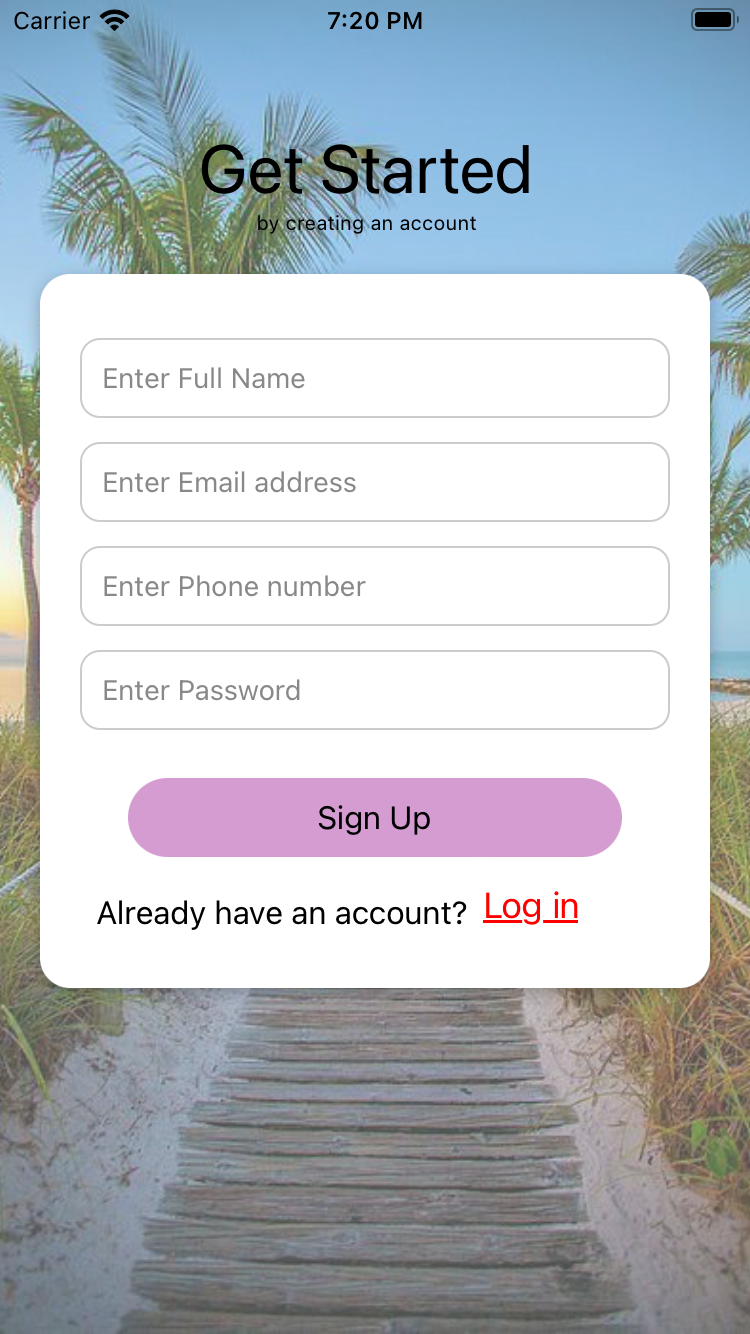 Carrier 7:20 PM
Get Started
by creating an account
Enter Full Name
Enter Email address
Enter Phone number
Enter Password
Sign Up
Already have an account? Log in